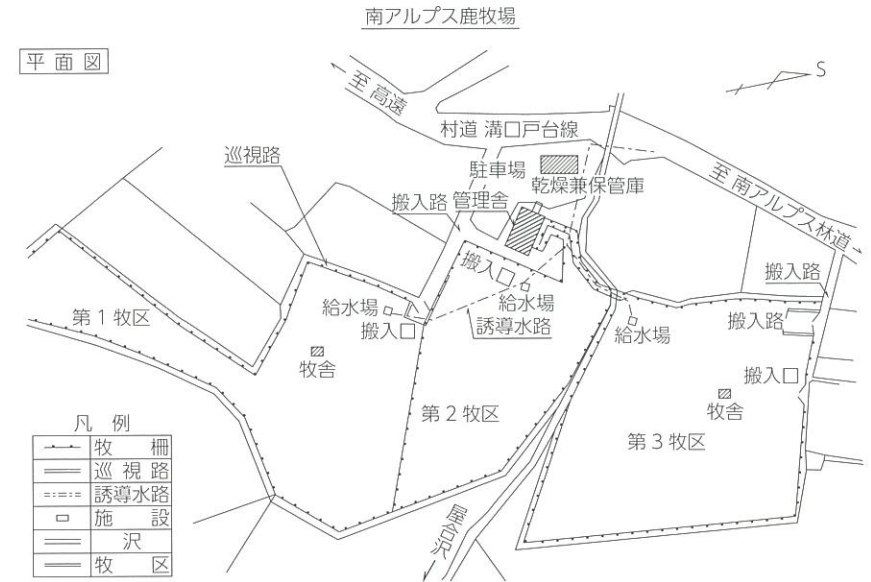 南アルプス鹿牧場
平面図
S
至 高遠
村道 溝口戸台線
巡視路
駐車場
乾燥兼保管庫
至 南アルプス林道
搬入路
管理舎
搬入口
搬入路
第1牧区
給水場
給水場
搬入口
誘導水路
給水場
搬入路
牧舎
搬入口
牧舎
第2牧区
第3牧区
凡例
牧柵
巡視路
誘導水路
施設
沢
牧区
屋合沢